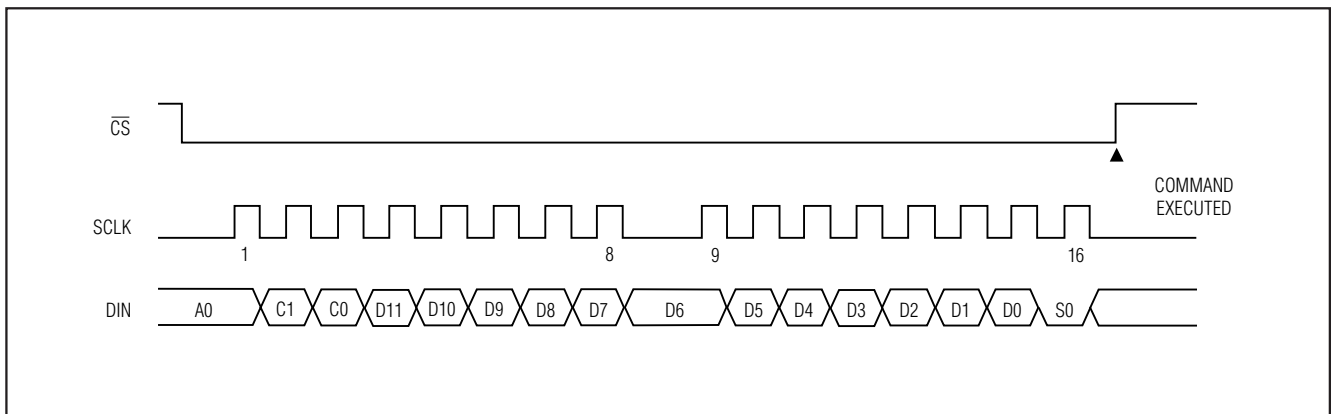 C̅S̅
COMMAND
EXECUTED
SCLK
1 8 9 16
DIN A0 C1 C0 D11 D10 D9 D8 D7 D6 D5 D4 D3 D2 D1 D0 S0